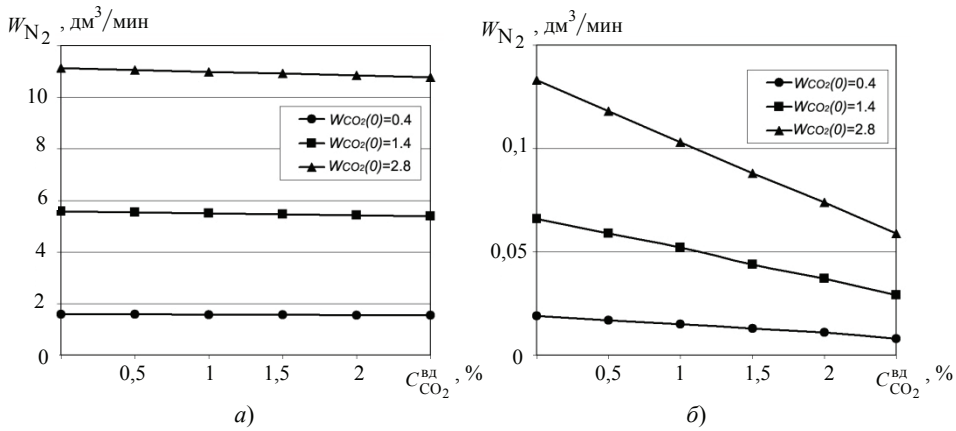 W_N2 , дм³/мин
12
10
8
6
4
2
0
0,5 1 1,5 2 C^вд_CO2 , %
WCO2(0)=0.4
WCO2(0)=1.4
WCO2(0)=2.8
а)
W_N2 , дм³/мин
2
0,1
0,05
0
0,5 1 1,5 2 C^вд_CO2 , %
WCO2(0)=0.4
WCO2(0)=1.4
WCO2(0)=2.8
б)